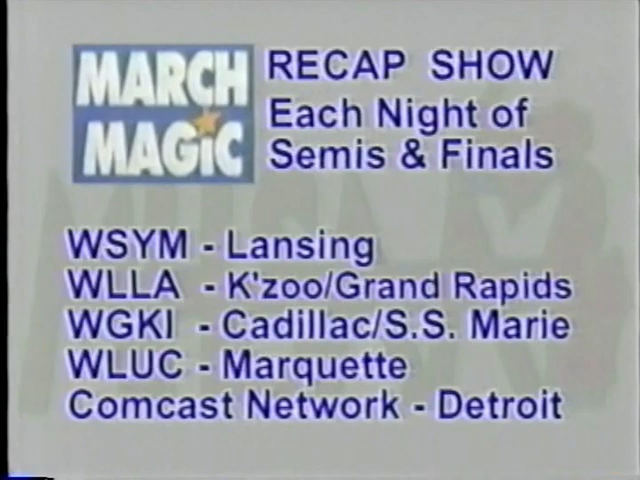 MARCH
MAGIC
RECAP SHOW
Each Night of
Semis & Finals
WSYM - Lansing
WLLA - K'zoo/Grand Rapids
WGKI - Cadillac/S.S. Marie
WLUC - Marquette
Comcast Network - Detroit